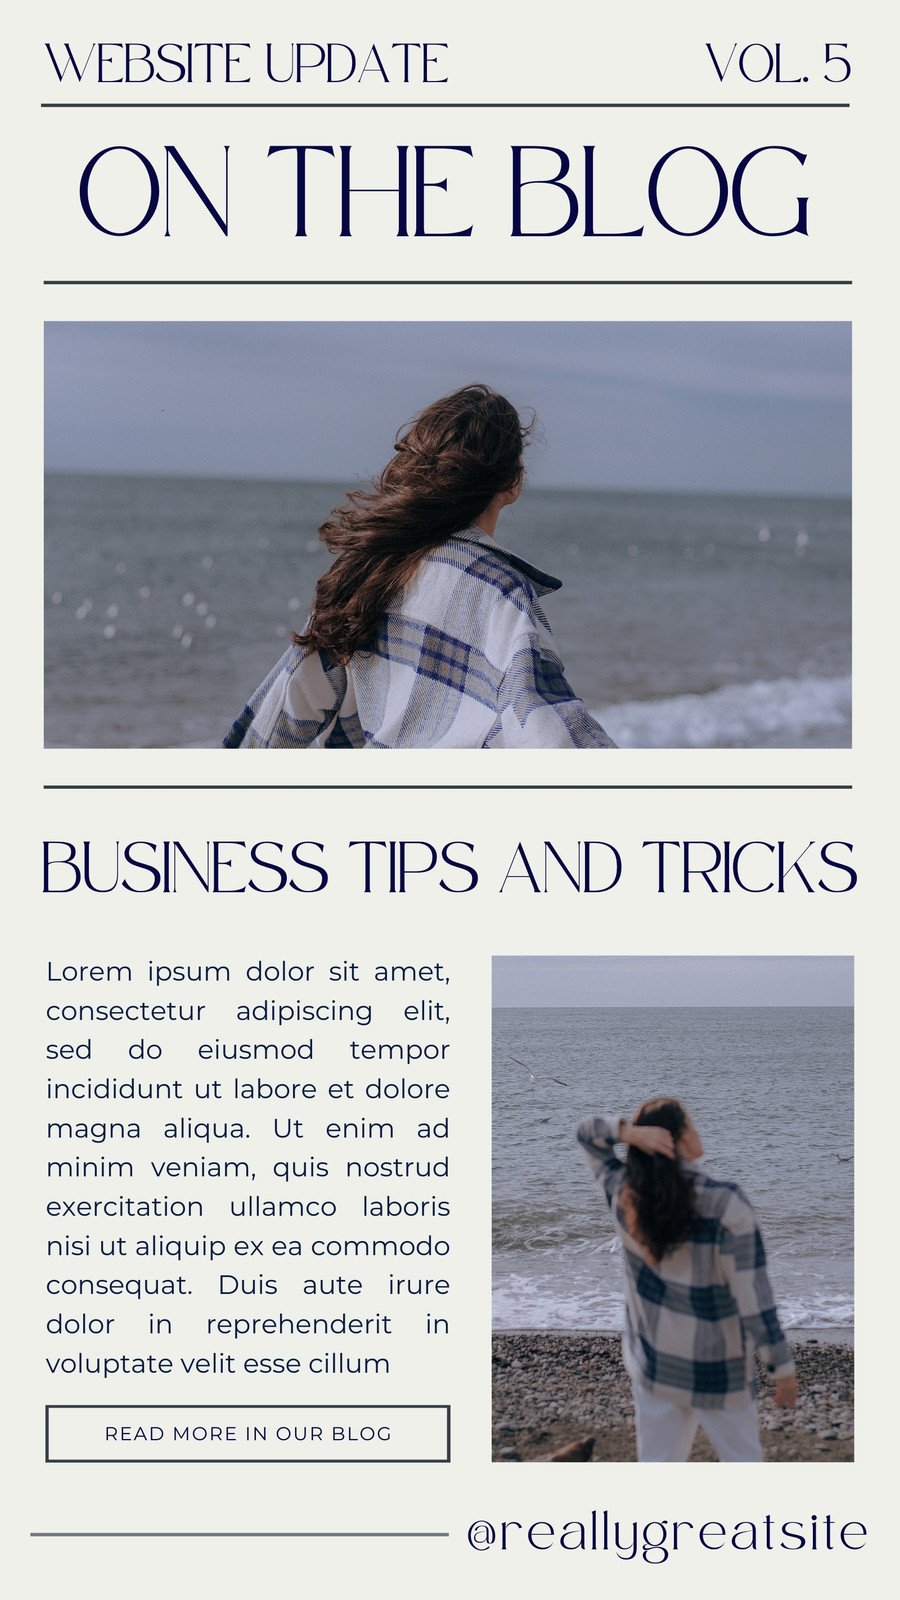 WEBSITE UPDATE VOL. 5
ON THE BLOG
BUSINESS TIPS AND TRICKS
Lorem ipsum dolor sit amet,
consectetur adipiscing elit,
sed do eiusmod tempor
incididunt ut labore et dolore
magna aliqua. Ut enim ad
minim veniam, quis nostrud
exercitation ullamco laboris
nisi ut aliquip ex ea commodo
consequat. Duis aute irure
dolor in reprehenderit in
voluptate velit esse cillum
READ MORE IN OUR BLOG
@reallygreatsite